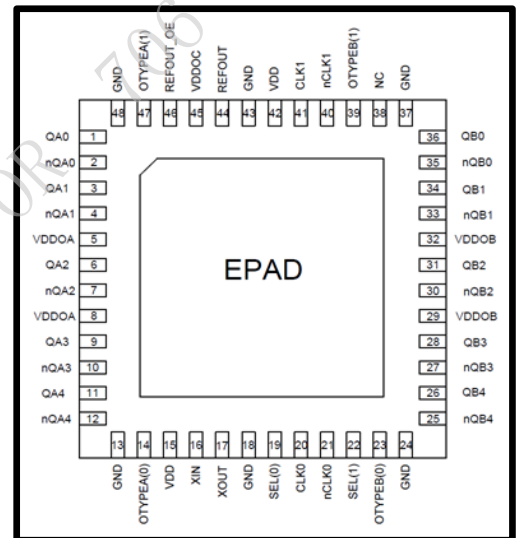 OR 706
GND OTYPEA(1) REFOUT_OE VDDOC REFOUT GND VDD CLK1 nCLK1 OTYPEB(1) NC GND
48 47 46 45 44 43 42 41 40 39 38 37
QA0 1 36 QB0
nQA0 2 35 nQB0
QA1 3 34 QB1
nQA1 4 33 nQB1
VDDOA 5 32 VDDOB
QA2 6 31 QB2
EPAD
nQA2 7 30 nQB2
VDDOA 8 29 VDDOB
QA3 9 28 QB3
nQA3 10 27 nQB3
QA4 11 26 QB4
nQA4 12 25 nQB4
13 14 15 16 17 18 19 20 21 22 23 24
GND OTYPEA(0) VDD XIN XOUT GND SEL(0) CLK0 nCLK0 SEL(1) OTYPEB(0) GND